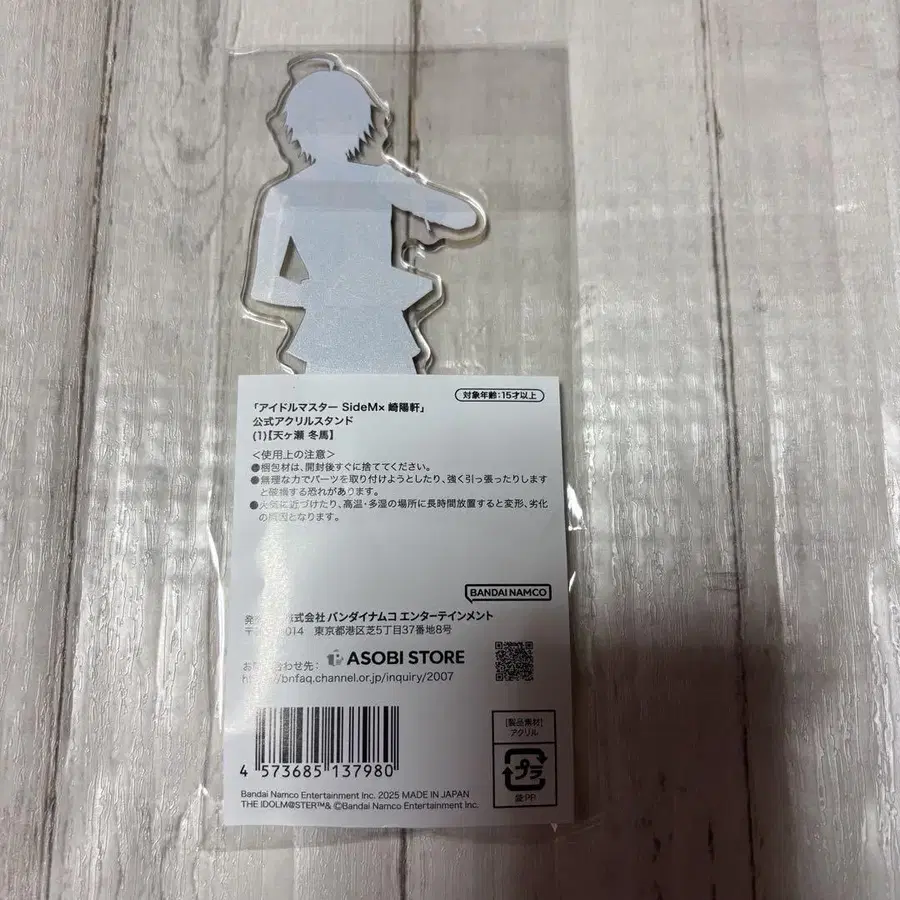 対象年齢:15才以上
「アイドルマスター SideM× 崎陽軒」
公式アクリルスタンド
(1)【天ヶ瀬 冬馬】
＜使用上の注意＞
●梱包材は、開封後すぐに捨ててください。
●無理な力でパーツを取り付けようとしたり、強く引っ張ったりします
と破損する恐れがあります。
●火気に近づけたり、高温・多湿の場所に長時間放置すると変形、劣化
の原因となります。
BANDAI NAMCO
株式会社 バンダイナムコ エンターテインメント
014 東京都港区芝5丁目37番地8号
お問い合わせ先: ASOBI STORE
bnfaq.channel.or.jp/inquiry/2007
4 573685 137980
[製品素材]
アクリル
プラ
袋:PP
Bandai Namco Entertainment Inc. 2025 MADE IN JAPAN
THE IDOLM@STER™& ©Bandai Namco Entertainment Inc.